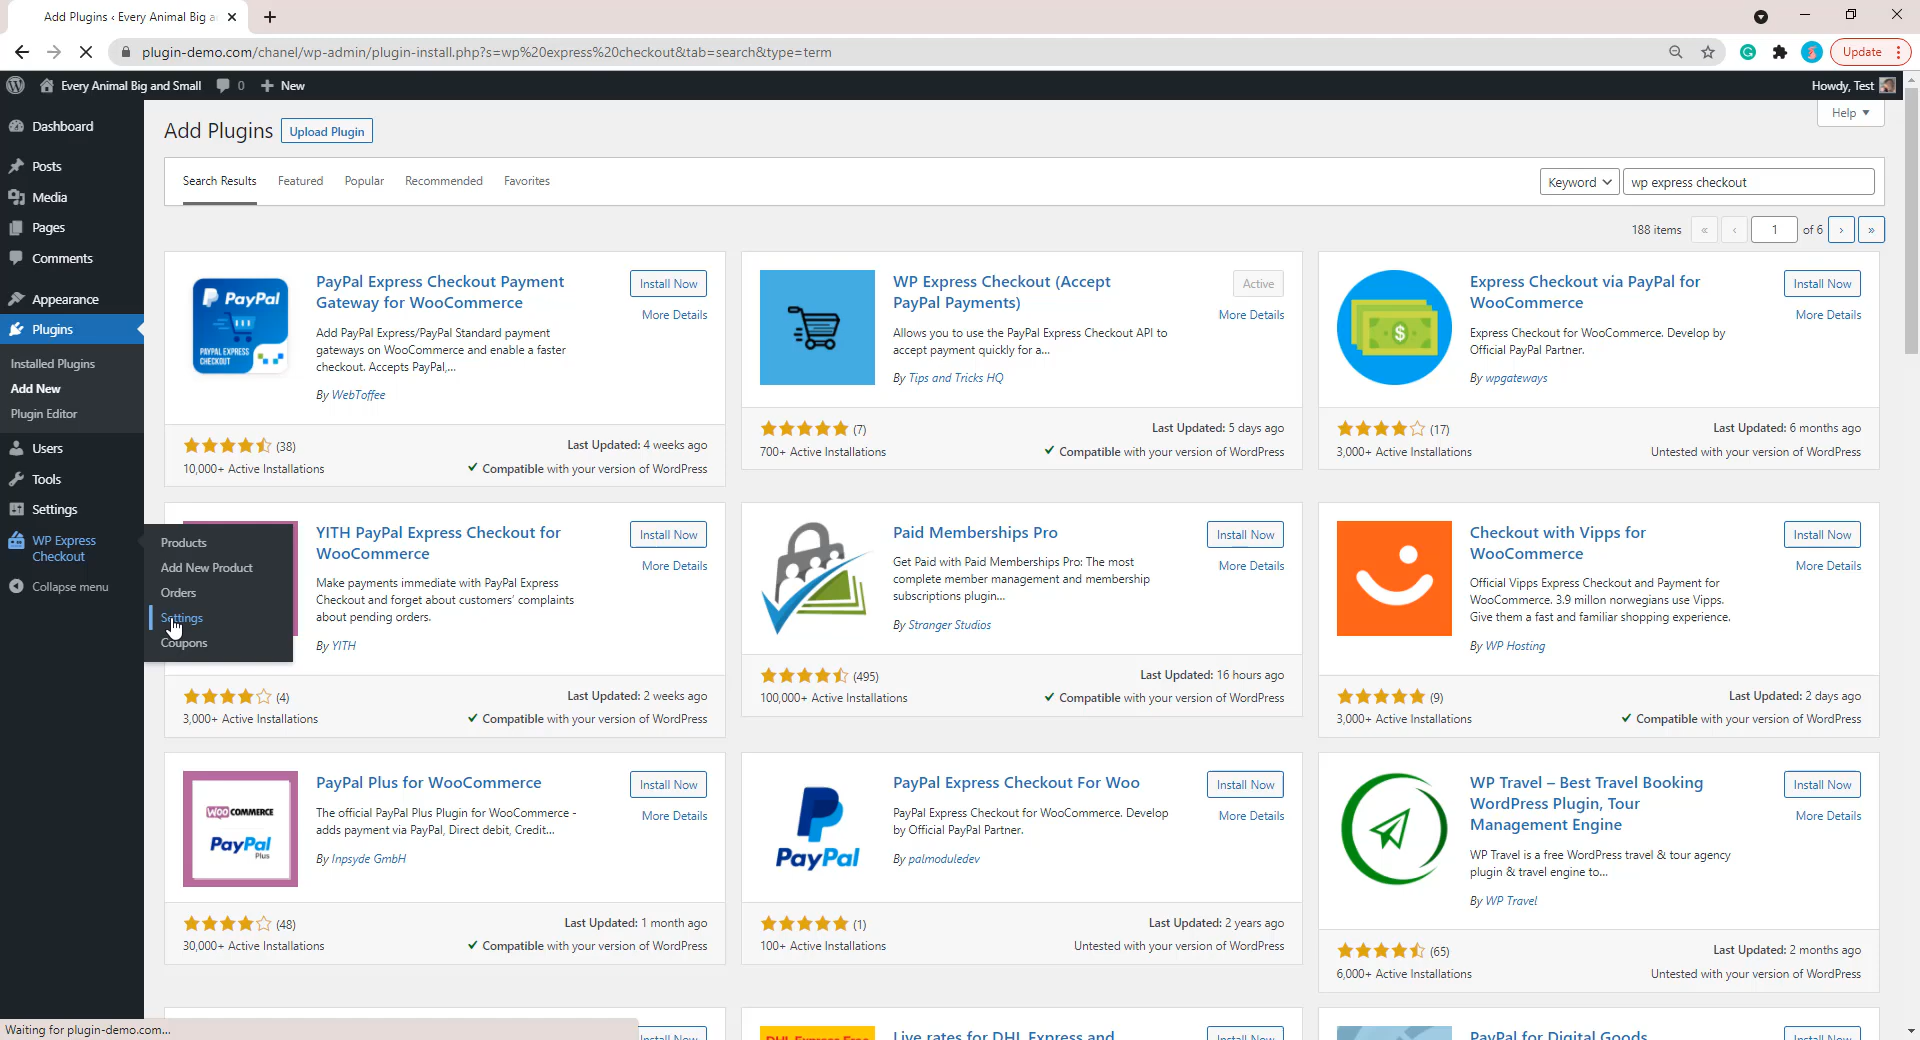 Add Plugins ‹ Every Animal Big a
plugin-demo.com/chanel/wp-admin/plugin-install.php?s=wp%20express%20checkout&tab=search&type=term
Update
Every Animal Big and Small
0
New
Howdy, Test
Dashboard
Posts
Media
Pages
Comments
Appearance
Plugins
Installed Plugins
Add New
Plugin Editor
Users
Tools
Settings
WP Express
Checkout
Collapse menu
Products
Add New Product
Orders
Settings
Coupons
Help
Add Plugins
Upload Plugin
Search Results
Featured
Popular
Recommended
Favorites
Keyword
wp express checkout
188 items
«
‹
1
of 6
›
»
PayPal
PAYPAL EXPRESS
CHECKOUT
PayPal Express Checkout Payment
Gateway for WooCommerce
Install Now
More Details
Add PayPal Express/PayPal Standard payment
gateways on WooCommerce and enable a faster
checkout. Accepts PayPal,...
By WebToffee
(38)
Last Updated: 4 weeks ago
10,000+ Active Installations
Compatible with your version of WordPress
WP Express Checkout (Accept
PayPal Payments)
Active
More Details
Allows you to use the PayPal Express Checkout API to
accept payment quickly for a...
By Tips and Tricks HQ
(7)
Last Updated: 5 days ago
700+ Active Installations
Compatible with your version of WordPress
$
Express Checkout via PayPal for
WooCommerce
Install Now
More Details
Express Checkout for WooCommerce. Develop by
Official PayPal Partner.
By wpgateways
(17)
Last Updated: 6 months ago
3,000+ Active Installations
Untested with your version of WordPress
YITH PayPal Express Checkout for
WooCommerce
Install Now
More Details
Make payments immediate with PayPal Express
Checkout and forget about customers' complaints
about pending orders.
By YITH
(4)
Last Updated: 2 weeks ago
3,000+ Active Installations
Compatible with your version of WordPress
Paid Memberships Pro
Install Now
More Details
Get Paid with Paid Memberships Pro: The most
complete member management and membership
subscriptions plugin...
By Stranger Studios
(495)
Last Updated: 16 hours ago
100,000+ Active Installations
Compatible with your version of WordPress
Checkout with Vipps for
WooCommerce
Install Now
More Details
Official Vipps Express Checkout and Payment for
WooCommerce. 3.9 millon norwegians use Vipps.
Give them a fast and familiar shopping experience.
By WP Hosting
(9)
Last Updated: 2 days ago
3,000+ Active Installations
Compatible with your version of WordPress
WOO COMMERCE
PayPal
Plus
PayPal Plus for WooCommerce
Install Now
More Details
The official PayPal Plus Plugin for WooCommerce -
adds payment via PayPal, Direct debit, Credit...
By Inpsyde GmbH
(48)
Last Updated: 1 month ago
30,000+ Active Installations
Compatible with your version of WordPress
PayPal
PayPal Express Checkout For Woo
Install Now
More Details
PayPal Express Checkout for WooCommerce. Develop
by Official PayPal Partner.
By palmoduledev
(1)
Last Updated: 2 years ago
100+ Active Installations
Untested with your version of WordPress
WP Travel – Best Travel Booking
WordPress Plugin, Tour
Management Engine
Install Now
More Details
WP Travel is a free WordPress travel & tour agency
plugin & travel engine to...
By WP Travel
(65)
Last Updated: 2 months ago
6,000+ Active Installations
Untested with your version of WordPress
Install Now
DHL Express Free
Live rates for DHL Express and
Install Now
PayPal for Digital Goods
Install Now
Waiting for plugin-demo.com...